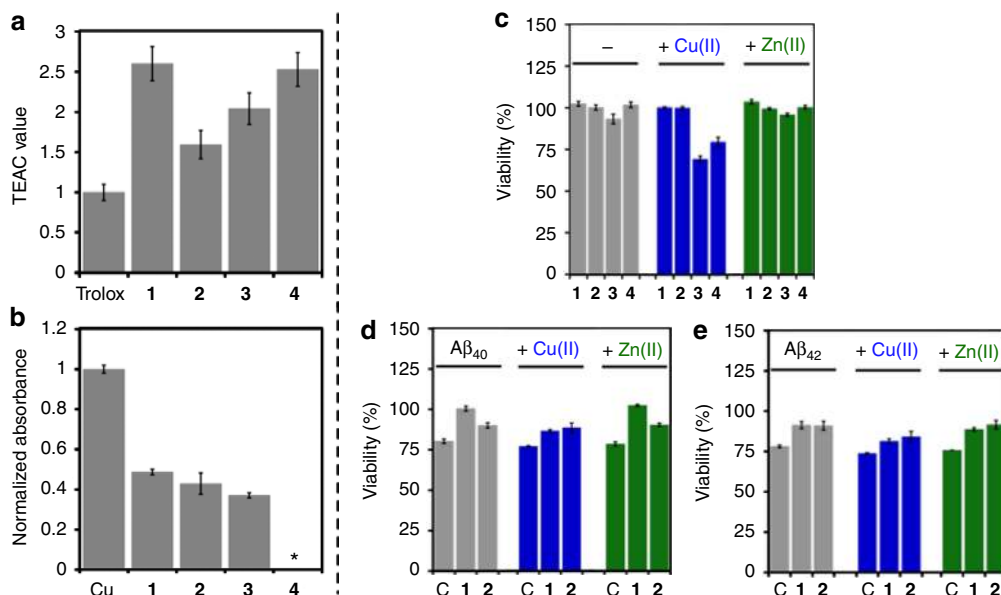 a
3
2.5
2
1.5
1
0.5
0
TEAC value
Trolox 1 2 3 4
b
1.2
1
0.8
0.6
0.4
0.2
0
Normalized absorbance
*
Cu 1 2 3 4
c
150
125
100
75
50
25
0
Viability (%)
– + Cu(II) + Zn(II)
1 2 3 4 1 2 3 4 1 2 3 4
d
150
125
100
75
50
25
0
Viability (%)
Aβ40 + Cu(II) + Zn(II)
C 1 2 C 1 2 C 1 2
e
150
125
100
75
50
25
0
Viability (%)
Aβ42 + Cu(II) + Zn(II)
C 1 2 C 1 2 C 1 2